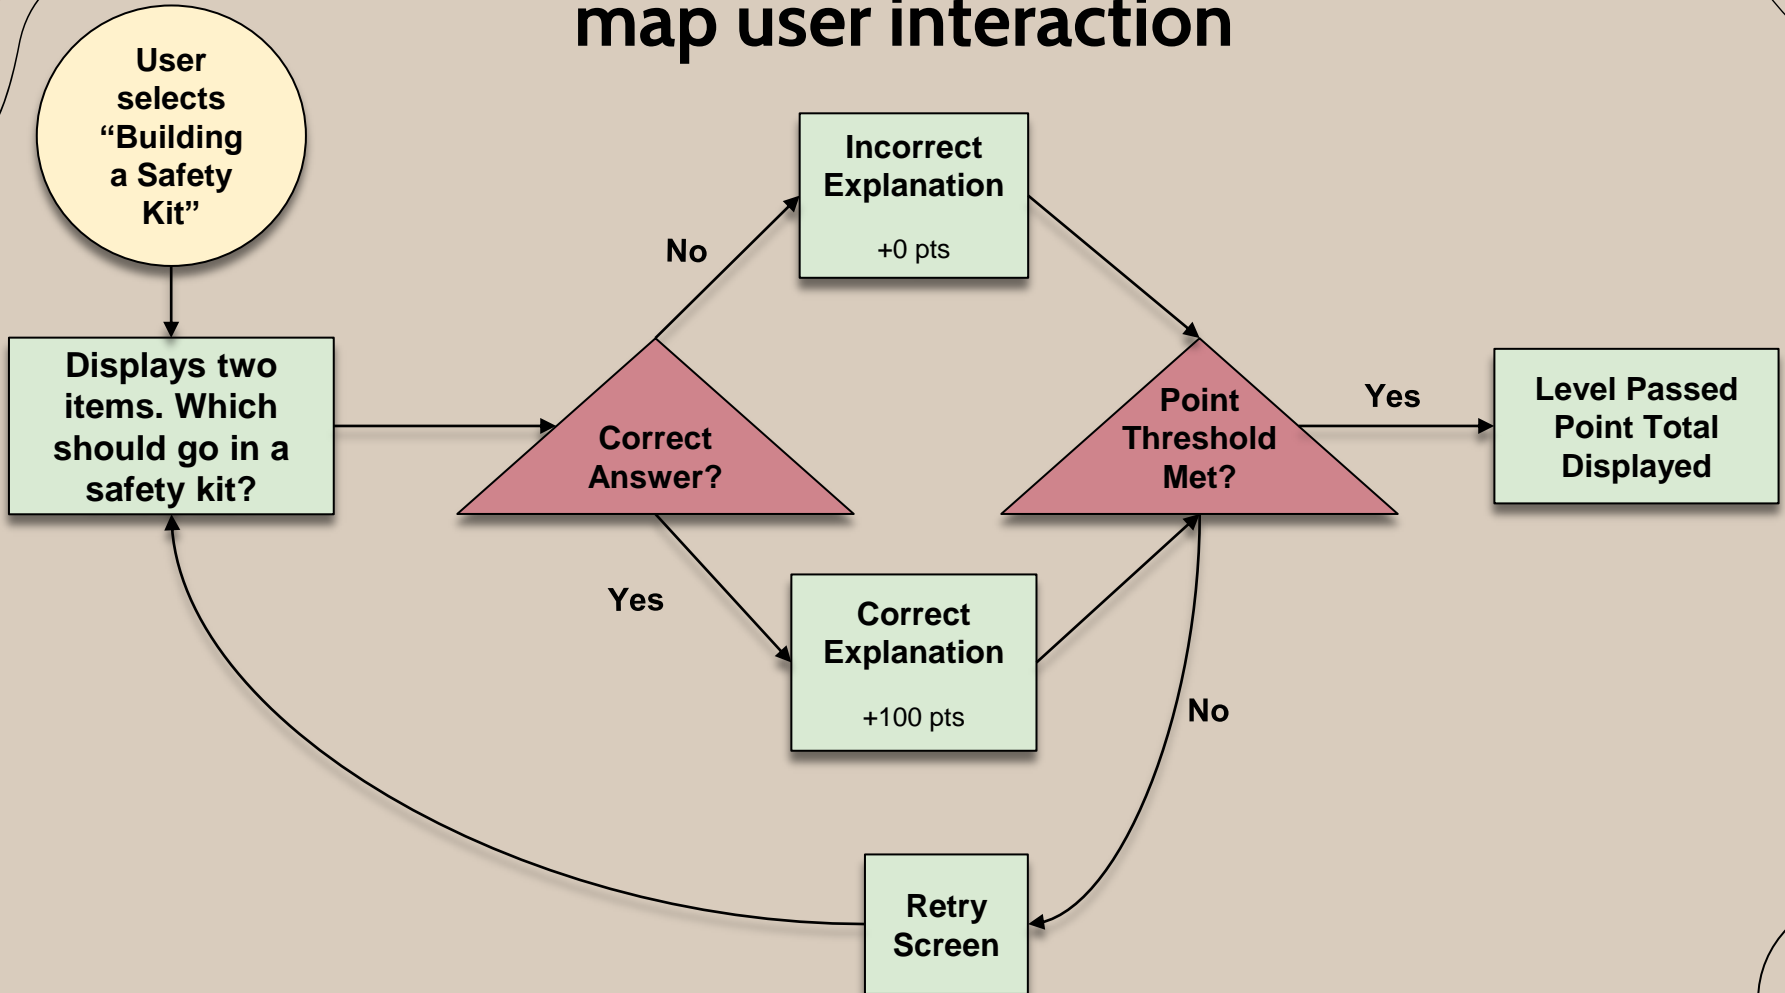 map user interaction
User
selects
“Building
a Safety
Kit”
Displays two
items. Which
should go in a
safety kit?
Correct
Answer?
No
Incorrect
Explanation
+0 pts
Yes
Correct
Explanation
+100 pts
Point
Threshold
Met?
Yes
Level Passed
Point Total
Displayed
No
Retry
Screen